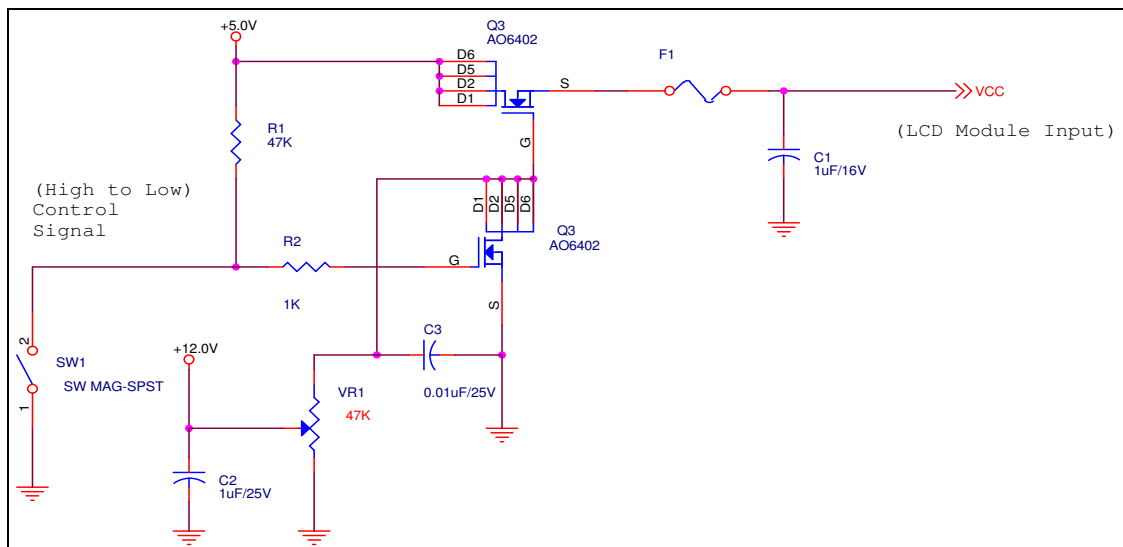 +5.0V
Q3
AO6402
D6
D5
D2
D1
S
G
F1
VCC
(LCD Module Input)
C1
1uF/16V
R1
47K
(High to Low)
Control
Signal
R2
1K
G
D1
D2
D5
D6
Q3
AO6402
S
C3
0.01uF/25V
2
SW1
SW MAG-SPST
1
+12.0V
VR1
47K
C2
1uF/25V